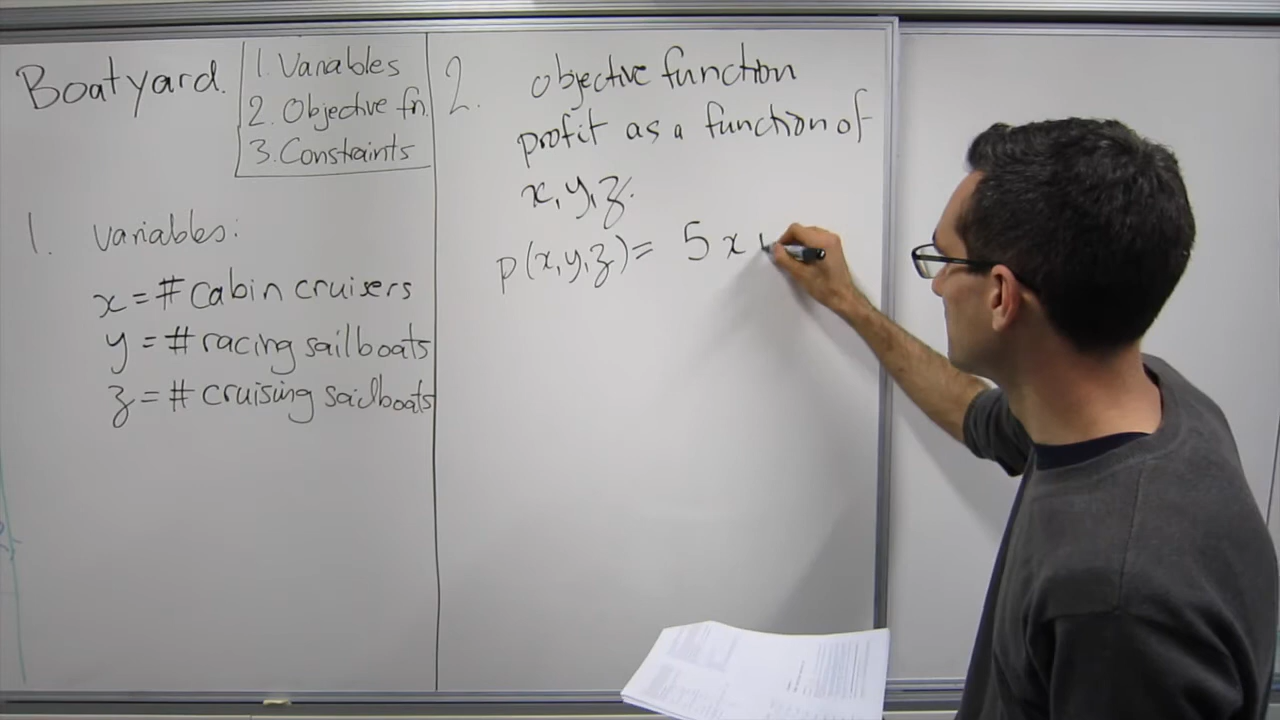 Boatyard.
1. Variables
2. Objective fn.
3. Constraints
1. variables:
x = # cabin cruisers
y = # racing sailboats
z = # cruising sailboats
2. objective function
profit as a function of
x, y, z.
p(x,y,z) = 5x